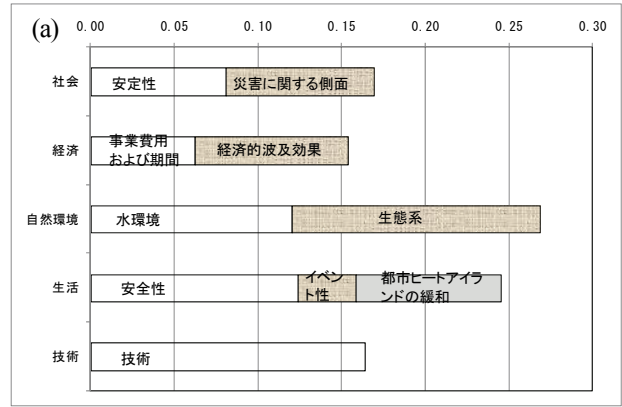 (a)
0.00 0.05 0.10 0.15 0.20 0.25 0.30
社会
安定性
災害に関する側面
経済
事業費用
および期間
経済的波及効果
自然環境
水環境
生態系
生活
安全性
イベン
ト性
都市ヒートアイラ
ンドの緩和
技術
技術